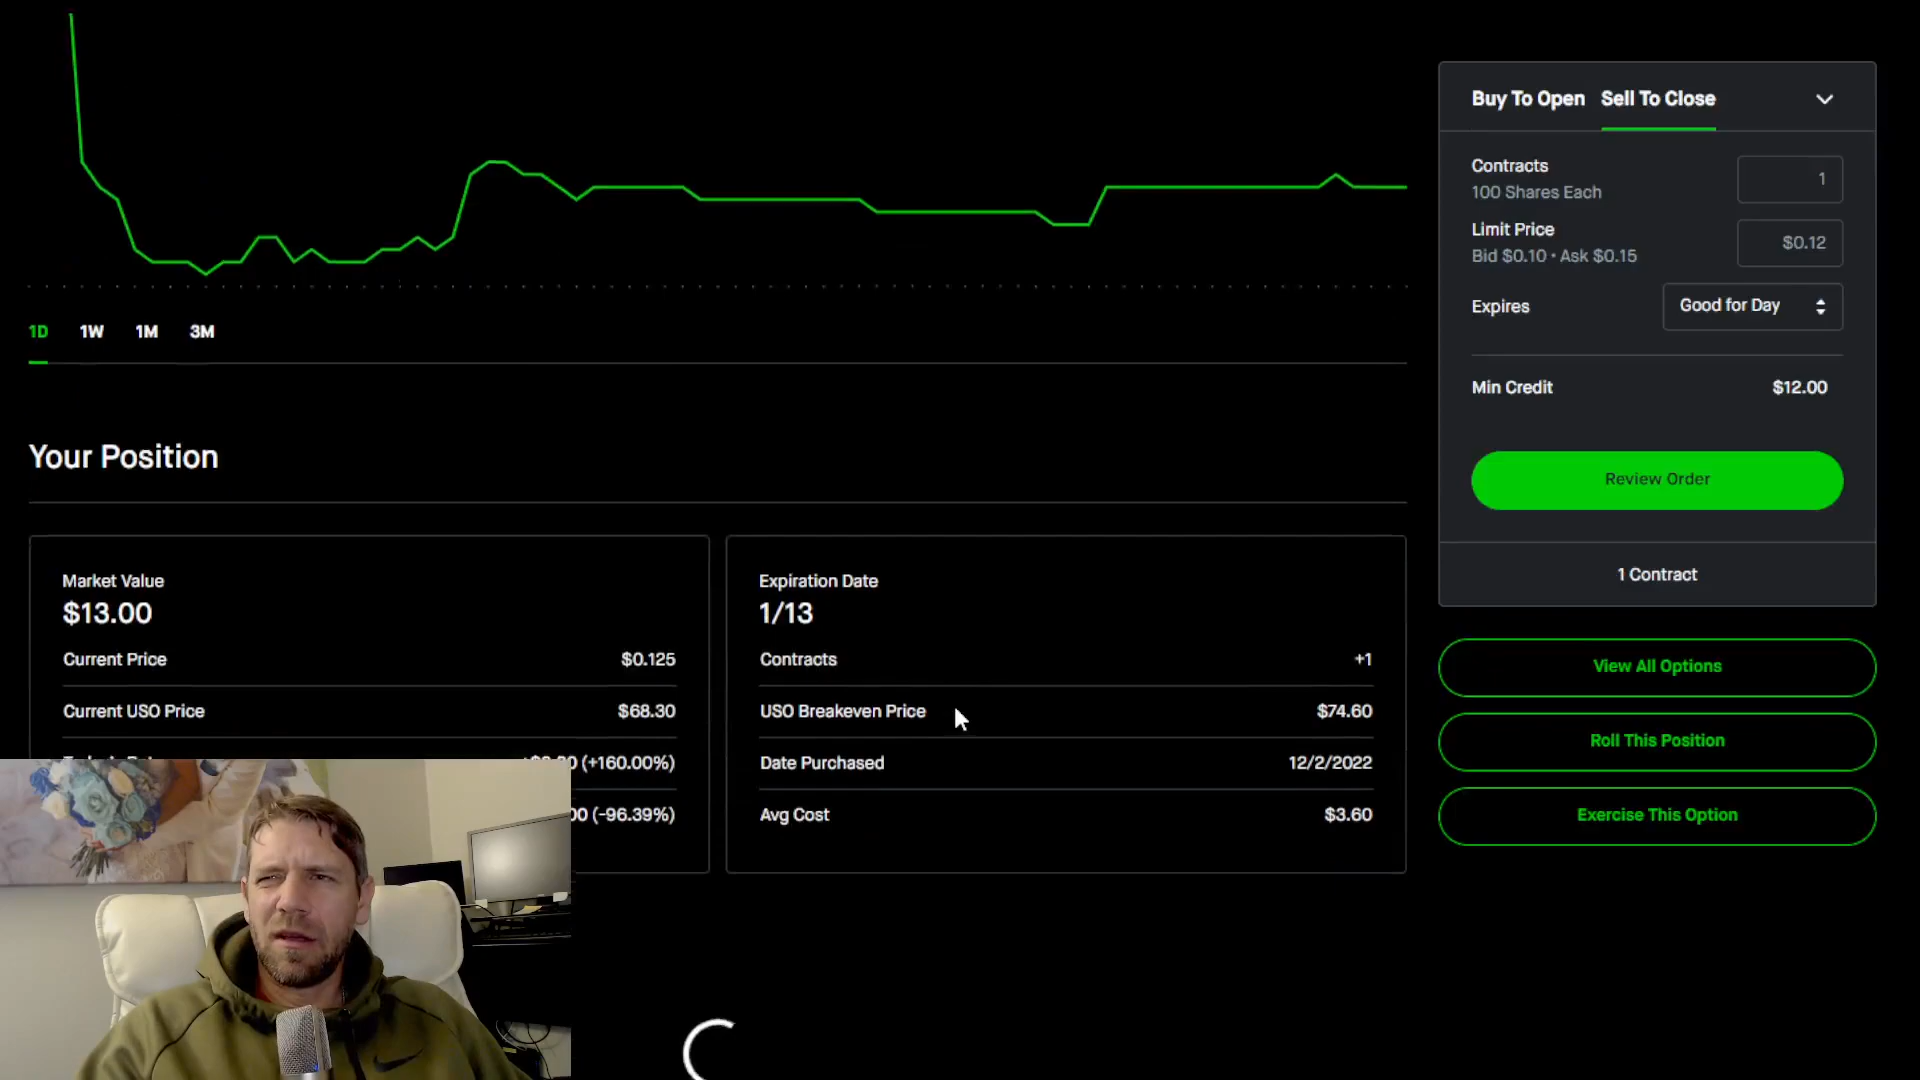 Buy To Open Sell To Close
Contracts 1
100 Shares Each
Limit Price $0.12
Bid $0.10 • Ask $0.15
Expires Good for Day
Min Credit $12.00
Review Order
1 Contract
View All Options
Roll This Position
Exercise This Option
1D 1W 1M 3M
Your Position
Market Value
$13.00
Current Price $0.125
Current USO Price $68.30
(+160.00%)
00 (-96.39%)
Expiration Date
1/13
Contracts +1
USO Breakeven Price $74.60
Date Purchased 12/2/2022
Avg Cost $3.60